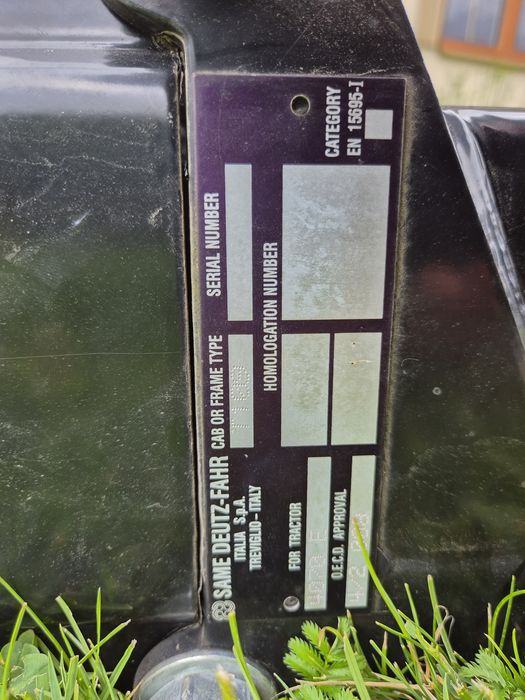 SAME DEUTZ-FAHR
ITALIA S.p.A.
TREVIGLIO - ITALY
CAB OR FRAME TYPE
SERIAL NUMBER
FOR TRACTOR
HOMOLOGATION NUMBER
O.E.C.D. APPROVAL
CATEGORY
EN 15695-1